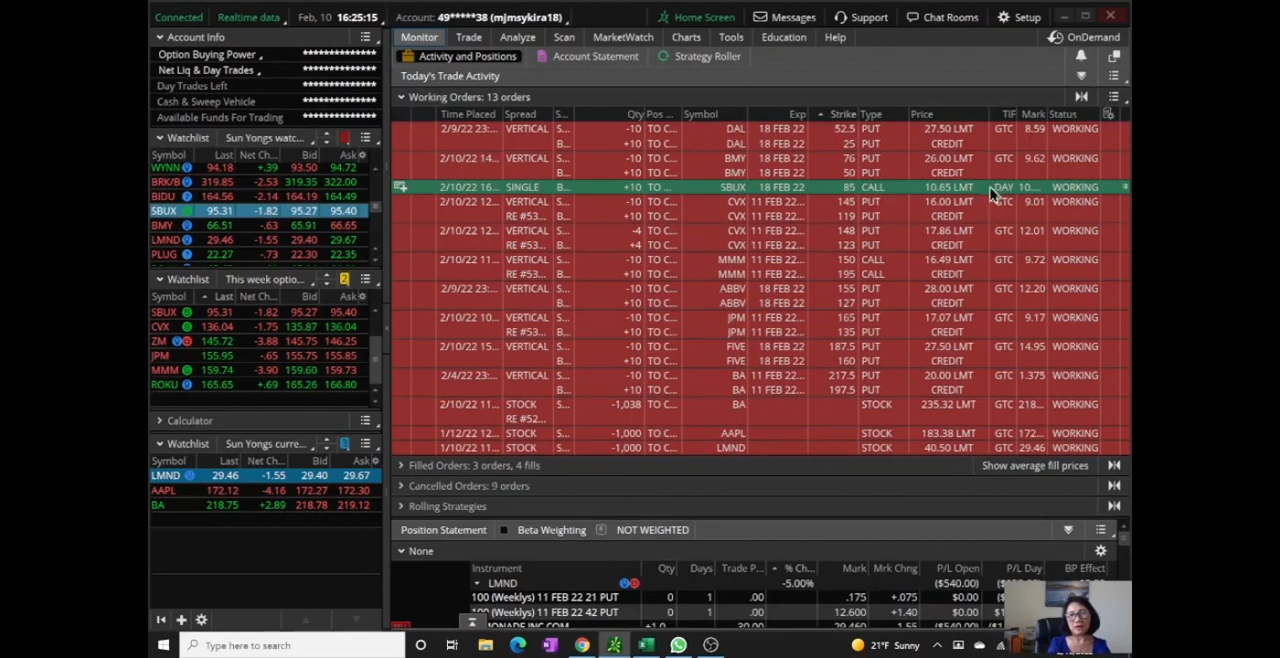 Connected Realtime data Feb, 10 16:25:15 Account: 49*****38 (mjmsykira18) Home Screen Messages Support Chat Rooms Setup
Account Info
Option Buying Power **************
Net Liq & Day Trades **************
Day Trades Left **************
Cash & Sweep Vehicle **************
Available Funds For Trading **************
Watchlist Sun Yongs watc...
Symbol Last Net Ch... Bid Ask
WYNN 94.18 +.39 93.50 94.72
BRK/B 319.85 -2.53 319.35 322.00
BIDU 164.56 -2.14 164.19 164.49
SBUX 95.31 -1.82 95.27 95.40
BMY 66.51 -.63 65.91 66.65
LMND 29.46 -1.55 29.40 29.67
PLUG 22.27 -.73 22.30 22.35
Watchlist This week optio... 2
Symbol Last Net Ch... Bid Ask
SBUX 95.31 -1.82 95.27 95.40
CVX 136.04 -1.75 135.87 136.04
ZM 145.72 -3.88 145.75 146.25
JPM 155.95 -.65 155.75 155.85
MMM 159.74 -3.90 159.60 159.73
ROKU 165.65 +.69 165.26 166.80
Calculator
Watchlist Sun Yongs curre... 3
Symbol Last Net Ch... Bid Ask
LMND 29.46 -1.55 29.40 29.67
AAPL 172.12 -4.16 172.27 172.30
BA 218.75 +2.89 218.78 219.12
Monitor Trade Analyze Scan MarketWatch Charts Tools Education Help OnDemand
Activity and Positions Account Statement Strategy Roller
Today's Trade Activity
Working Orders: 13 orders
Time Placed Spread S... Qty Pos ... Symbol Exp Strike Type Price TIF Mark Status
2/9/22 23:... VERTICAL S... -10 TO C... DAL 18 FEB 22 52.5 PUT 27.50 LMT GTC 8.59 WORKING
B... +10 TO C... DAL 18 FEB 22 25 PUT CREDIT
2/10/22 14... VERTICAL S... -10 TO C... BMY 18 FEB 22 76 PUT 26.00 LMT GTC 9.62 WORKING
B... +10 TO C... BMY 18 FEB 22 50 PUT CREDIT
2/10/22 16... SINGLE B... +10 TO ... SBUX 18 FEB 22 85 CALL 10.65 LMT DAY 10.... WORKING
2/10/22 12... VERTICAL S... -10 TO C... CVX 11 FEB 22... 145 PUT 16.00 LMT GTC 9.01 WORKING
RE #53... B... +10 TO C... CVX 11 FEB 22... 119 PUT CREDIT
2/10/22 12... VERTICAL S... -4 TO C... CVX 11 FEB 22... 148 PUT 17.86 LMT GTC 12.01 WORKING
RE #53... B... +4 TO C... CVX 11 FEB 22... 123 PUT CREDIT
2/10/22 11... VERTICAL S... -10 TO C... MMM 11 FEB 22... 150 CALL 16.49 LMT GTC 9.72 WORKING
RE #53... B... +10 TO C... MMM 11 FEB 22... 195 CALL CREDIT
2/9/22 23:... VERTICAL S... -10 TO C... ABBV 18 FEB 22 155 PUT 28.00 LMT GTC 12.20 WORKING
B... +10 TO C... ABBV 18 FEB 22 127 PUT CREDIT
2/10/22 10... VERTICAL S... -10 TO C... JPM 11 FEB 22... 165 PUT 17.07 LMT GTC 9.17 WORKING
RE #53... B... +10 TO C... JPM 11 FEB 22... 135 PUT CREDIT
2/10/22 15... VERTICAL S... -10 TO C... FIVE 18 FEB 22 187.5 PUT 27.50 LMT GTC 14.95 WORKING
B... +10 TO C... FIVE 18 FEB 22 160 PUT CREDIT
2/4/22 23:... VERTICAL S... -10 TO C... BA 11 FEB 22... 217.5 PUT 20.00 LMT GTC 1.375 WORKING
B... +10 TO C... BA 11 FEB 22... 197.5 PUT CREDIT
2/10/22 11... STOCK S... -1,038 TO C... BA STOCK 235.32 LMT GTC 218... WORKING
RE #52...
1/12/22 12... STOCK S... -1,000 TO C... AAPL STOCK 183.38 LMT GTC 172... WORKING
1/10/22 11... STOCK S... -1,000 TO C... LMND STOCK 40.50 LMT GTC 29.46 WORKING
Filled Orders: 3 orders, 4 fills Show average fill prices
Cancelled Orders: 9 orders
Rolling Strategies
Position Statement Beta Weighting NOT WEIGHTED
None
Instrument Qty Days Trade P... % Ch... Mark Mrk Chng P/L Open P/L Day BP Effect
LMND -5.00% ($540.00)
100 (Weeklys) 11 FEB 22 21 PUT 0 1 .00 .175 +.075 $0.00 $0.00
100 (Weeklys) 11 FEB 22 42 PUT 0 1 .00 12.600 +1.40 $0.00
Type here to search
21°F Sunny